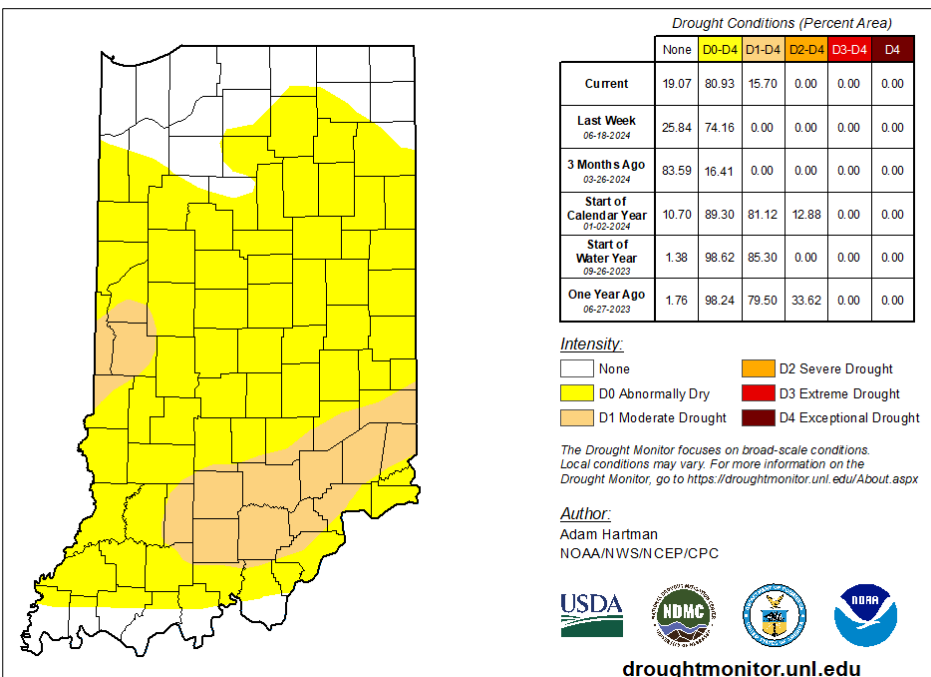 Drought Conditions (Percent Area)
None D0-D4 D1-D4 D2-D4 D3-D4 D4
Current 19.07 80.93 15.70 0.00 0.00 0.00
Last Week
06-18-2024
25.84 74.16 0.00 0.00 0.00 0.00
3 Months Ago
03-26-2024
83.59 16.41 0.00 0.00 0.00 0.00
Start of
Calendar Year
01-02-2024
10.70 89.30 81.12 12.88 0.00 0.00
Start of
Water Year
09-26-2023
1.38 98.62 85.30 0.00 0.00 0.00
One Year Ago
06-27-2023
1.76 98.24 79.50 33.62 0.00 0.00
Intensity:
None
D0 Abnormally Dry
D1 Moderate Drought
D2 Severe Drought
D3 Extreme Drought
D4 Exceptional Drought
The Drought Monitor focuses on broad-scale conditions.
Local conditions may vary. For more information on the
Drought Monitor, go to https://droughtmonitor.unl.edu/About.aspx
Author:
Adam Hartman
NOAA/NWS/NCEP/CPC
USDA
NDMC
NOAA
droughtmonitor.unl.edu